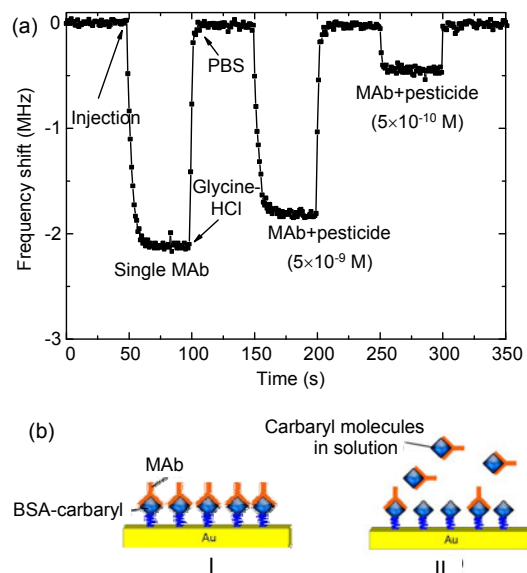 (a)
0
-1
-2
-3
Frequency shift (MHz)
Injection
PBS
Glycine-
HCl
Single MAb
MAb+pesticide
(5×10-9 M)
MAb+pesticide
(5×10-10 M)
0 50 100 150 200 250 300 350
Time (s)
(b)
MAb
BSA-carbaryl
Au
I
Carbaryl molecules
in solution
Au
II